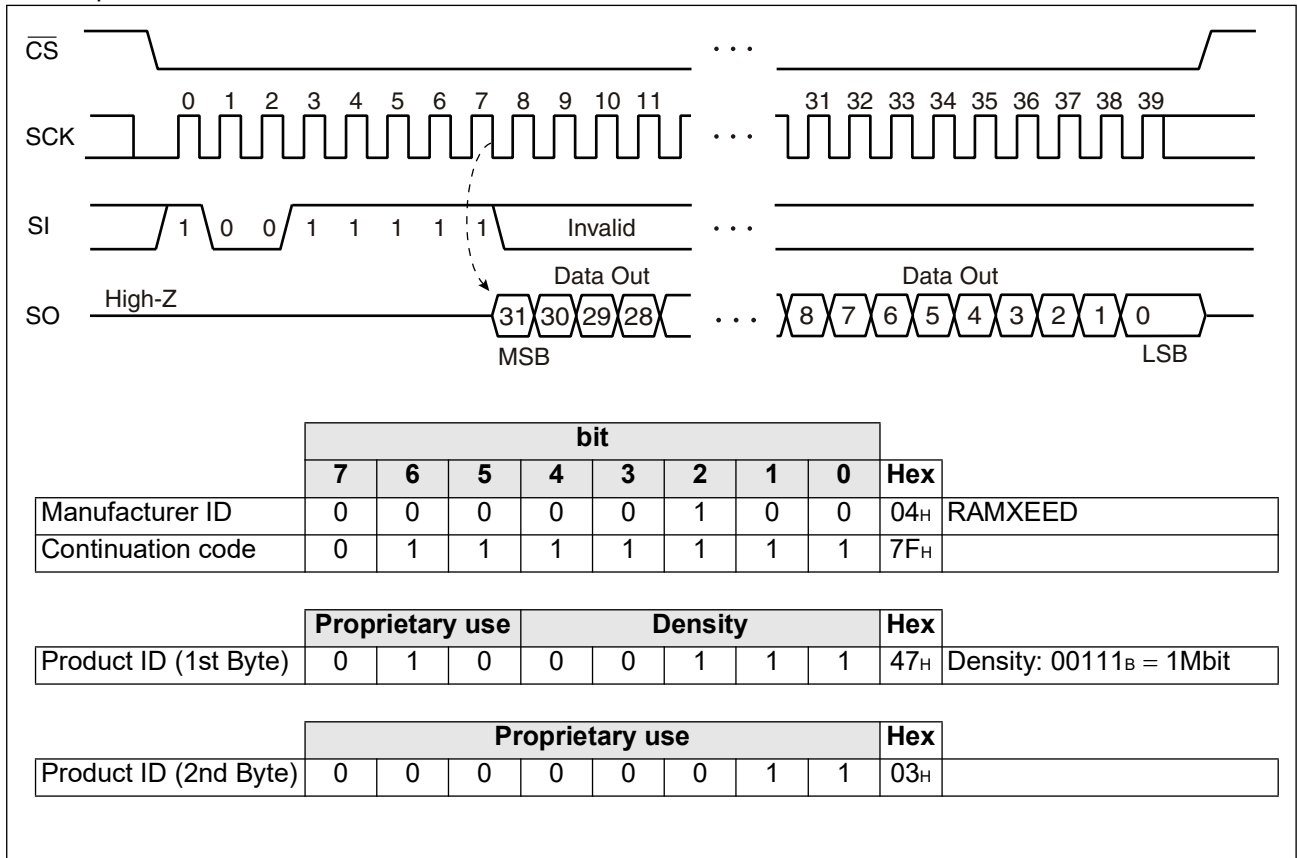 CS
• • •
0 1 2 3 4 5 6 7 8 9 10 11 31 32 33 34 35 36 37 38 39
SCK
• • •
SI 1 0 0 1 1 1 1 1 Invalid • • •
Data Out Data Out
High-Z
SO 31 30 29 28 • • • 8 7 6 5 4 3 2 1 0
MSB LSB
bit
7 6 5 4 3 2 1 0 Hex
Manufacturer ID 0 0 0 0 0 1 0 0 04H RAMXEED
Continuation code 0 1 1 1 1 1 1 1 7FH
Proprietary use Density Hex
Product ID (1st Byte) 0 1 0 0 0 1 1 1 47H Density: 00111B = 1Mbit
Proprietary use Hex
Product ID (2nd Byte) 0 0 0 0 0 0 1 1 03H